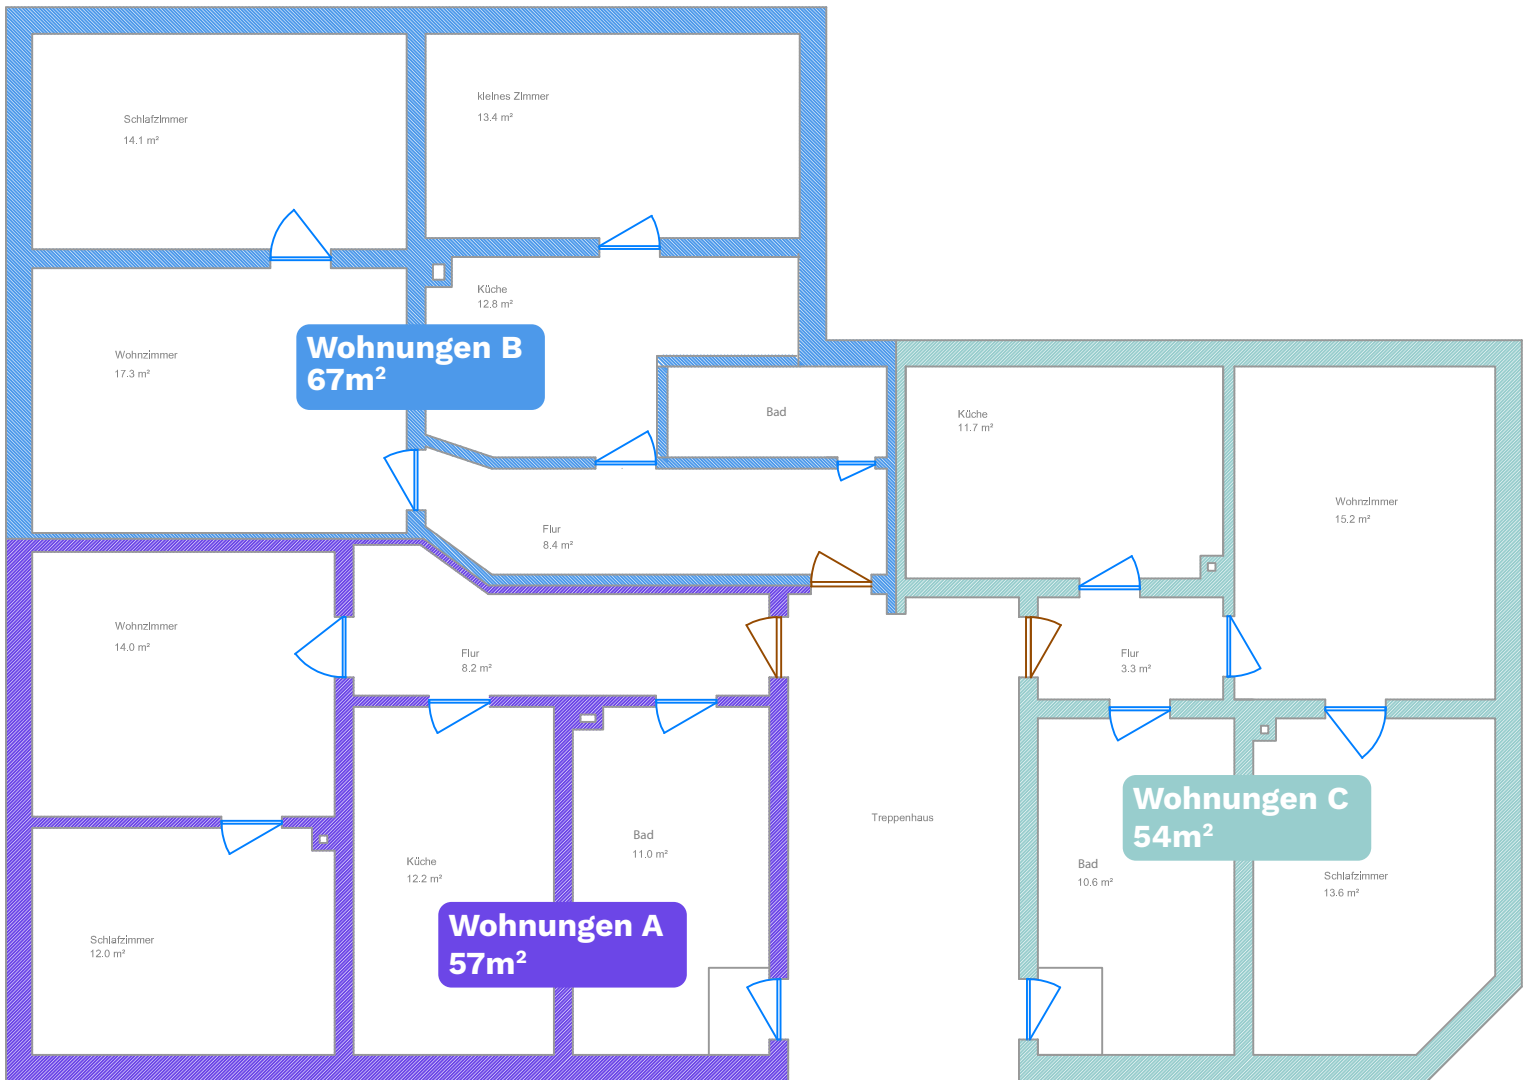 Schlafzimmer
14.1 m²
kleines Zimmer
13.4 m²
Küche
12.8 m²
Wohnzimmer
17.3 m²
Wohnungen B
67m²
Bad
Flur
8.4 m²
Küche
11.7 m²
Wohnzimmer
15.2 m²
Wohnzimmer
14.0 m²
Flur
8.2 m²
Flur
3.3 m²
Treppenhaus
Küche
12.2 m²
Bad
11.0 m²
Schlafzimmer
12.0 m²
Wohnungen A
57m²
Wohnungen C
54m²
Bad
10.6 m²
Schlafzimmer
13.6 m²